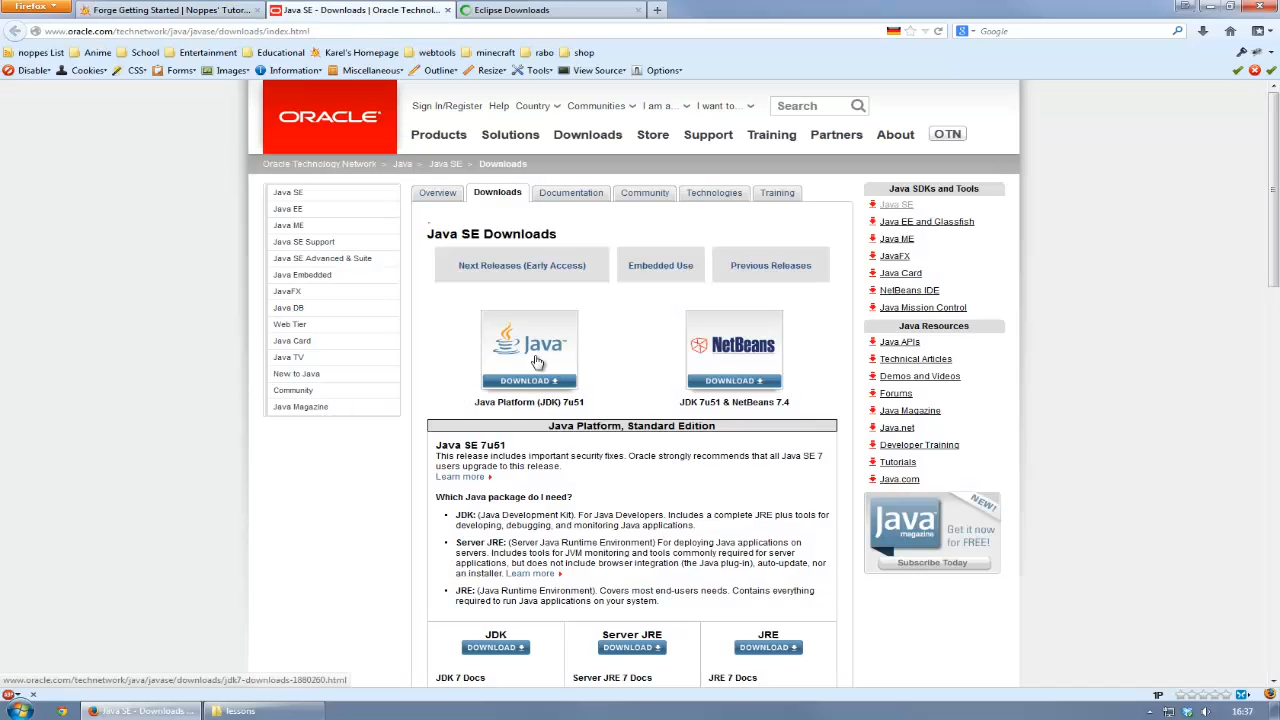 Firefox
Forge Getting Started | Noppes' Tutor...
Java SE - Downloads | Oracle Technol...
Eclipse Downloads
www.oracle.com/technetwork/java/javase/downloads/index.html
Google
noppes List
Anime
School
Entertainment
Educational
Karel's Homepage
webtools
minecraft
rabo
shop
Disable
Cookies
CSS
Forms
Images
Information
Miscellaneous
Outline
Resize
Tools
View Source
Options
ORACLE
Sign In/Register Help Country Communities I am a... I want to... Search
Products Solutions Downloads Store Support Training Partners About OTN
Oracle Technology Network > Java > Java SE > Downloads
Java SE
Java EE
Java ME
Java SE Support
Java SE Advanced & Suite
Java Embedded
JavaFX
Java DB
Web Tier
Java Card
Java TV
New to Java
Community
Java Magazine
Overview Downloads Documentation Community Technologies Training
Java SE Downloads
Next Releases (Early Access) Embedded Use Previous Releases
Java
DOWNLOAD
Java Platform (JDK) 7u51
NetBeans
DOWNLOAD
JDK 7u51 & NetBeans 7.4
Java Platform, Standard Edition
Java SE 7u51
This release includes important security fixes. Oracle strongly recommends that all Java SE 7
users upgrade to this release.
Learn more
Which Java package do I need?
JDK: (Java Development Kit). For Java Developers. Includes a complete JRE plus tools for
developing, debugging, and monitoring Java applications.
Server JRE: (Server Java Runtime Environment) For deploying Java applications on
servers. Includes tools for JVM monitoring and tools commonly required for server
applications, but does not include browser integration (the Java plug-in), auto-update, nor
an installer. Learn more
JRE: (Java Runtime Environment). Covers most end-users needs. Contains everything
required to run Java applications on your system.
JDK
DOWNLOAD
JDK 7 Docs
Server JRE
DOWNLOAD
Server JRE 7 Docs
JRE
DOWNLOAD
JRE 7 Docs
Java SDKs and Tools
Java SE
Java EE and Glassfish
Java ME
JavaFX
Java Card
NetBeans IDE
Java Mission Control
Java Resources
Java APIs
Technical Articles
Demos and Videos
Forums
Java Magazine
Java.net
Developer Training
Tutorials
Java.com
NEW!
Java magazine
Get it now
for FREE!
Subscribe Today
www.oracle.com/technetwork/java/javase/downloads/jdk7-downloads-1880260.html
1P
Java SE - Downloads ...
lessons
16:37